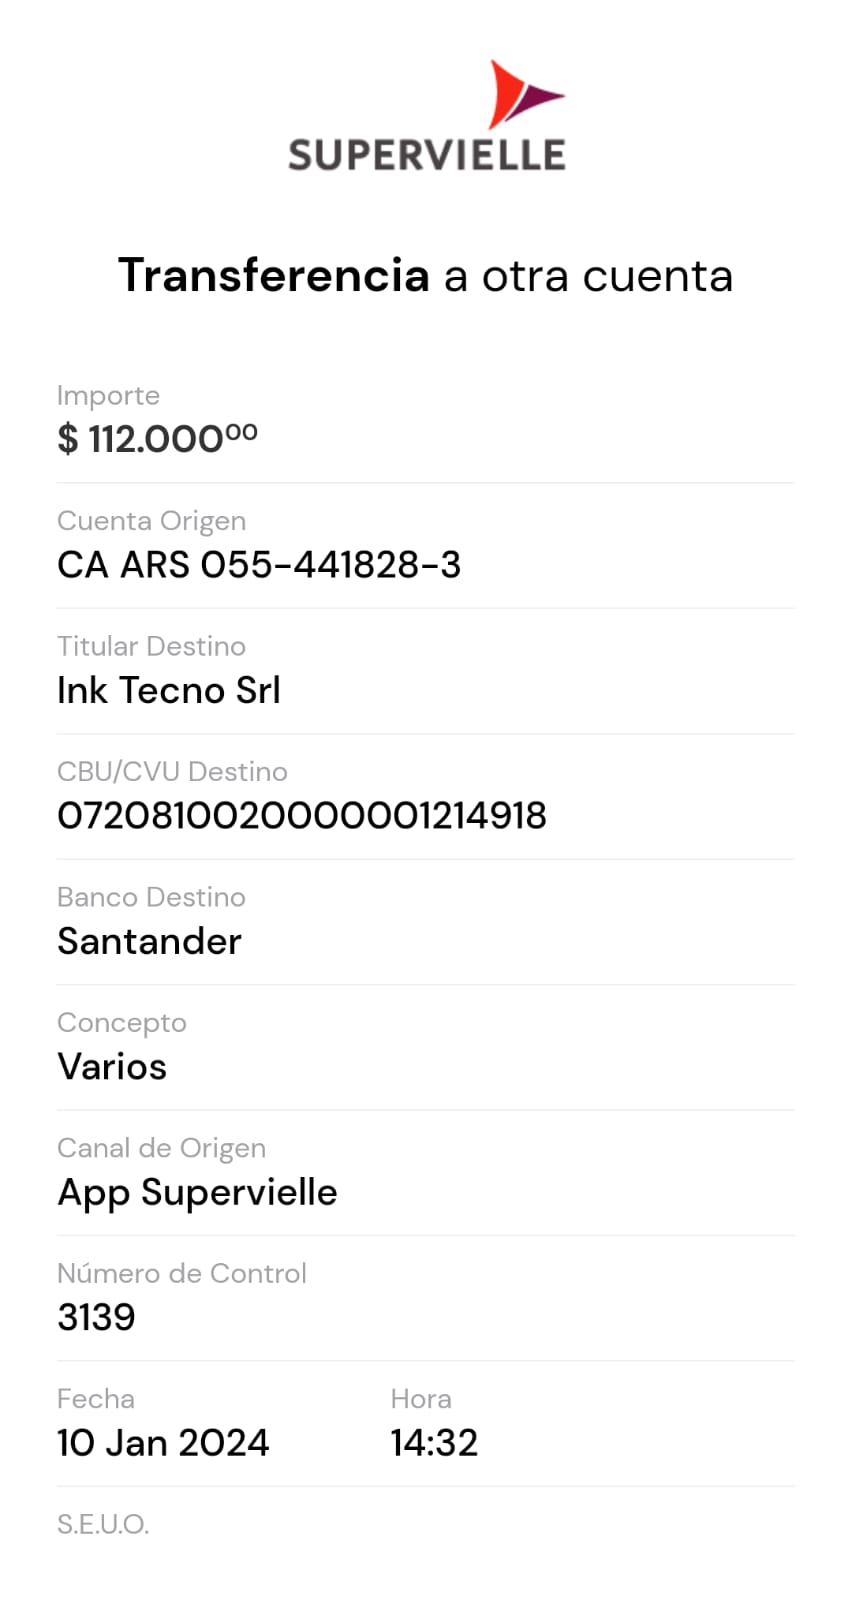 SUPERVIELLE
Transferencia a otra cuenta
Importe
$ 112.000⁰⁰
Cuenta Origen
CA ARS 055-441828-3
Titular Destino
Ink Tecno Srl
CBU/CVU Destino
0720810020000001214918
Banco Destino
Santander
Concepto
Varios
Canal de Origen
App Supervielle
Número de Control
3139
Fecha Hora
10 Jan 2024 14:32
S.E.U.O.